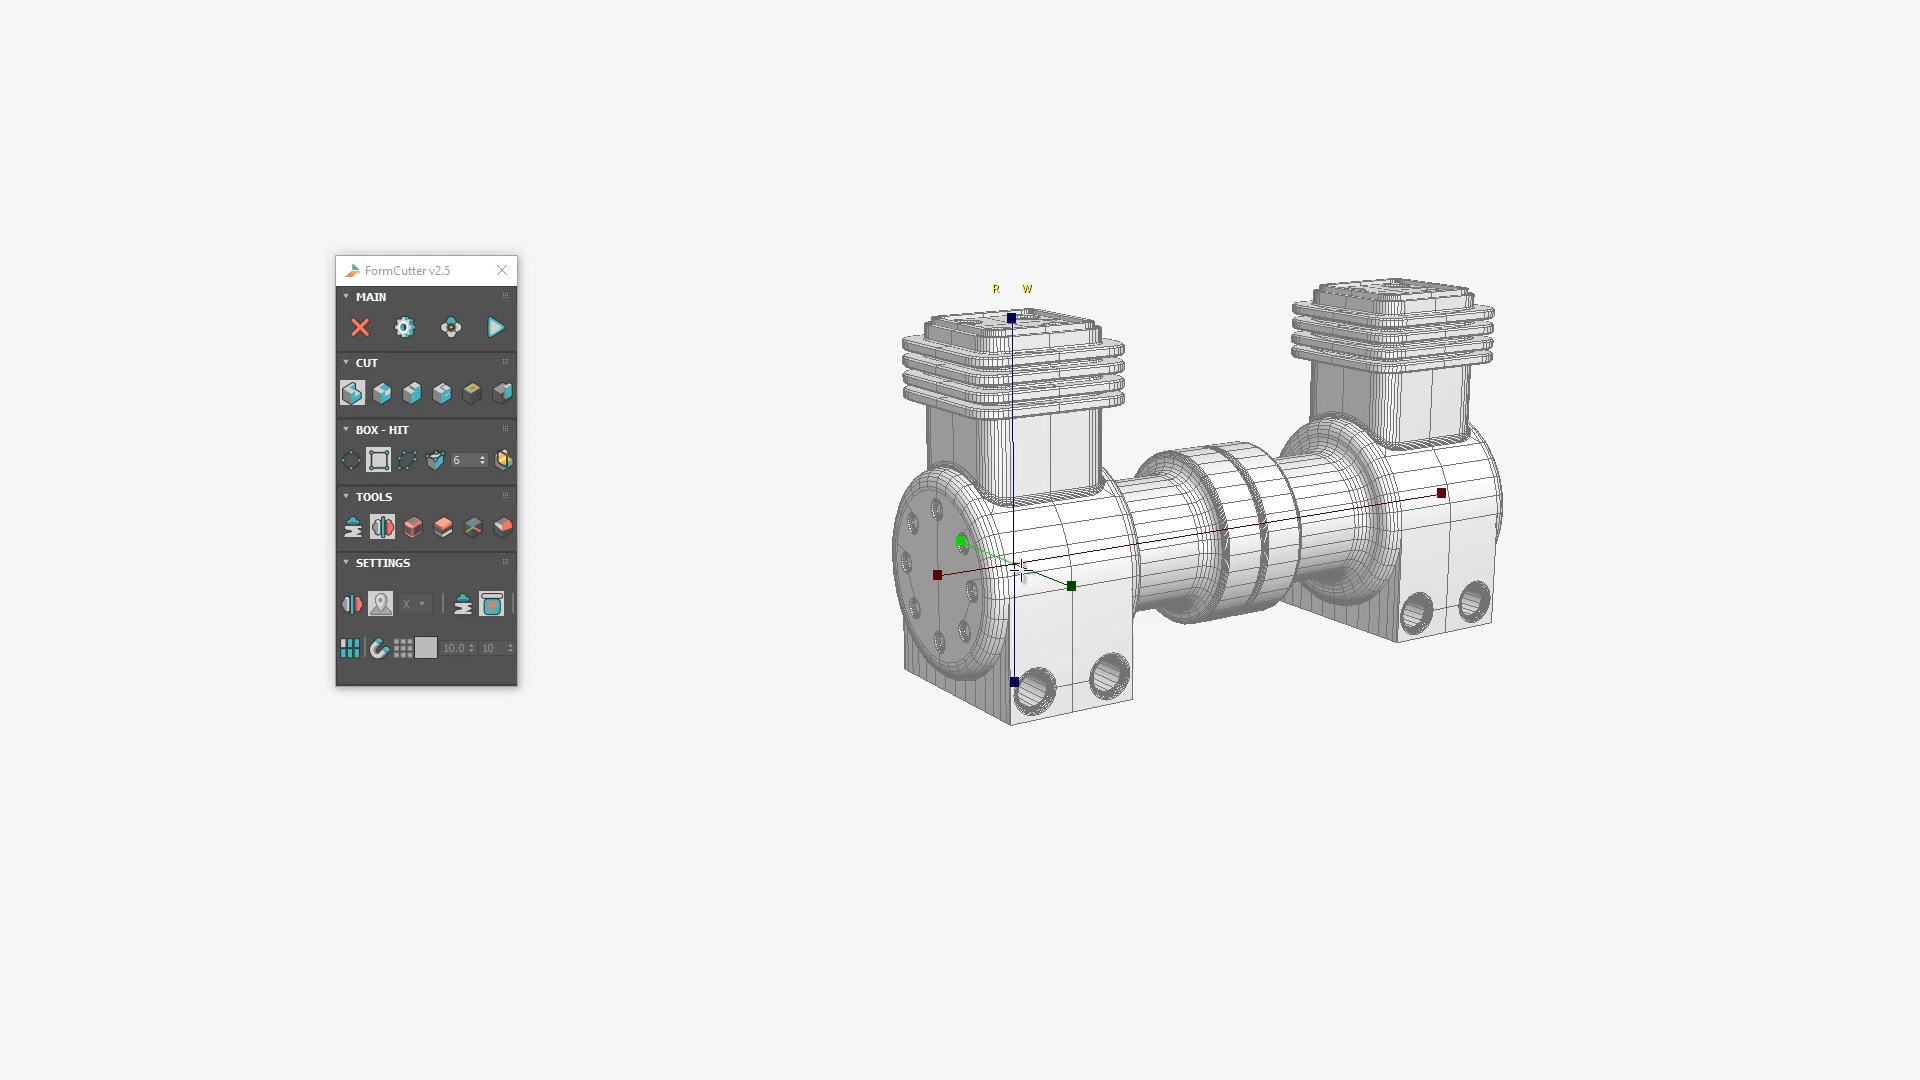 FormCutter v2.5
MAIN
CUT
BOX - HIT
6
TOOLS
SETTINGS
X
10.0 10
R W